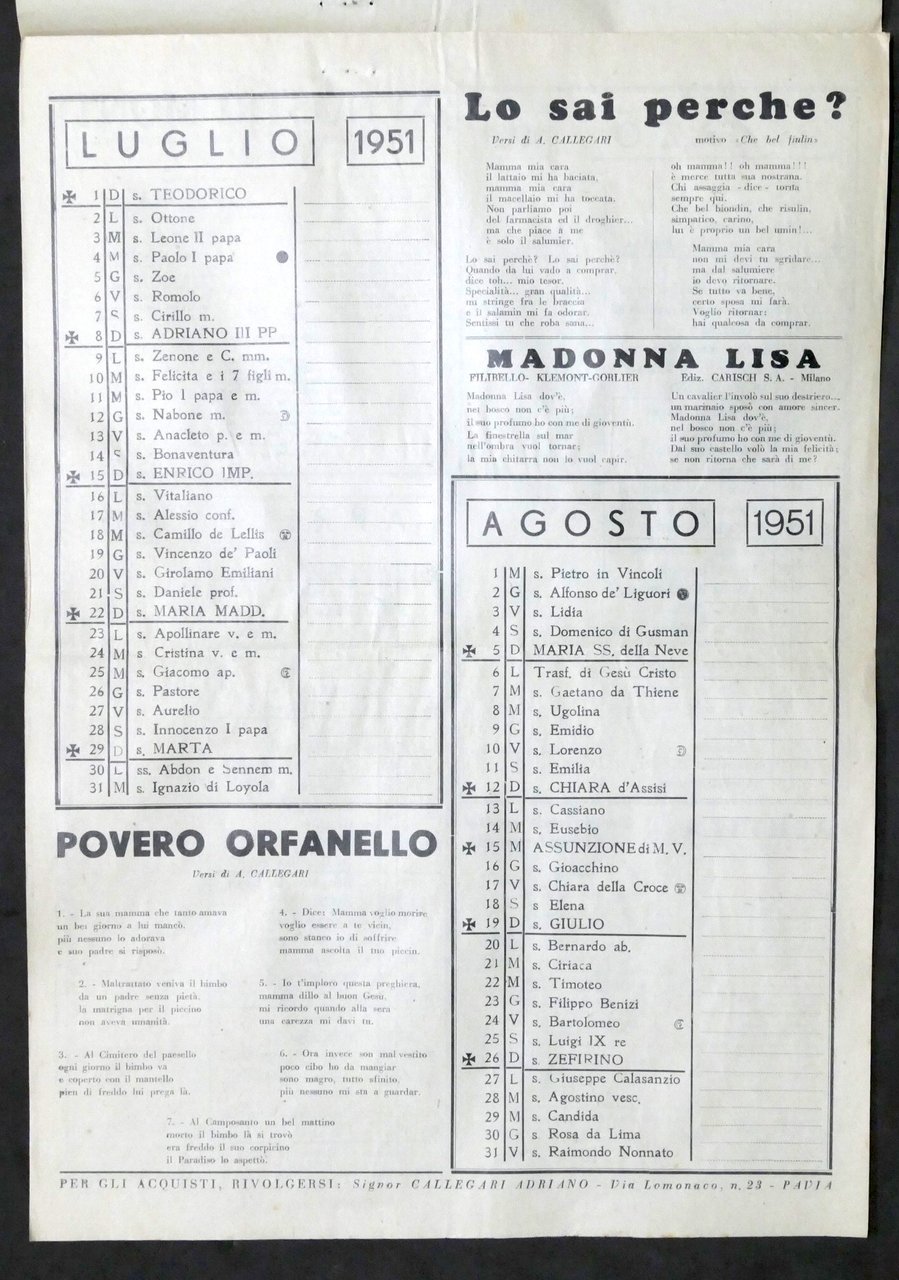 LUGLIO 1951
✠ 1 D s. TEODORICO
2 L s. Ottone
3 M s. Leone II papa
4 M s. Paolo I papa
5 G s. Zoe
6 V s. Romolo
7 S s. Cirillo m.
✠ 8 D s. ADRIANO III PP
9 L s. Zenone e C. mm.
10 M s. Felicita e i 7 figli m.
11 M s. Pio I papa e m.
12 G s. Nabone m.
13 V s. Anacleto p. e m.
14 S s. Bonaventura
✠ 15 D s. ENRICO IMP.
16 L s. Vitaliano
17 M s. Alessio conf.
18 M s. Camillo de Lellis
19 G s. Vincenzo de' Paoli
20 V s. Girolamo Emiliani
21 S s. Daniele prof.
✠ 22 D s. MARIA MADD.
23 L s. Apollinare v. e m.
24 M s Cristina v. e m.
25 M s. Giacomo ap.
26 G s. Pastore
27 V s. Aurelio
28 S s. Innocenzo I papa
✠ 29 D s. MARTA
30 L ss. Abdon e Sennem m.
31 M s. Ignazio di Loyola
POVERO ORFANELLO
Versi di A. CALLEGARI
1. - La sua mamma che tanto amava
un bel giorno a lui mancò,
più nessuno lo adorava
e suo padre si risposò.
2. - Maltrattato veniva il bimbo
da un padre senza pietà,
la matrigna per il piccino
non aveva umanità.
3. - Al Cimitero del paesello
ogni giorno il bimbo va
e coperto con il mantello
pien di freddo lui prega là.
4. - Dice: Mamma voglio morire
voglio essere a te vicin,
sono stanco io di soffrire
mamma ascolta il tuo piccin.
5. - Io t'imploro questa preghiera,
mamma dillo al buon Gesù,
mi ricordo quando alla sera
una carezza mi davi tu.
6. - Ora invece son mal vestito
poco cibo ho da mangiar
sono magro, tutto sfinito,
più nessuno mi sta a guardar.
7. - Al Camposanto un bel mattino
morto il bimbo là si trovò
era freddo il suo corpicino
il Paradiso lo aspettò.
Lo sai perche?
Versi di A. CALLEGARI motivo «Che bel fiulin»
Mamma mia cara
il lattaio mi ha baciata,
mamma mia cara
il macellaio mi ha toccata.
Non parliamo poi
del farmacista ed il droghier...
ma che piace a me
è solo il salumier.
Lo sai perchè? Lo sai perchè?
Quando da lui vado a comprar,
dice toh... mio tesor,
Specialità... gran qualità...
mi stringe fra le braccia
e il salamin mi fa odorar.
Sentissi tu che roba sana...
oh mamma!! oh mamma!!!
è merce tutta sua nostrana.
Chi assaggia - dice - torna
sempre qui.
Che bel biondin, che risulin,
simpatico, carino,
lui è proprio un bel umin!...
Mamma mia cara
non mi devi tu sgridare...
ma dal salumiere
io devo ritornare.
Se tutto va bene,
certo sposa mi farà.
Voglio ritornar:
hai qualcosa da comprar.
MADONNA LISA
FILIBELLO- KLEMONT-GORLIER Ediz. CARISCH S. A. - Milano
Madonna Lisa dov'è,
nel bosco non c'è più;
il suo profumo ho con me di gioventù.
La finestrella sul mar
nell'ombra vuol tornar;
la mia chitarra non lo vuol capir.
Un cavalier l'involò sul suo destriero...
un marinaio sposò con amore sincer.
Madonna Lisa dov'è,
nel bosco non c'è più;
il suo profumo ho con me di gioventù.
Dal suo castello volò la mia felicità;
se non ritorna che sarà di me?
AGOSTO 1951
1 M s. Pietro in Vincoli
2 G s. Alfonso de' Liguori
3 V s. Lidia
4 S s. Domenico di Gusman
✠ 5 D MARIA SS. della Neve
6 L Trasf. di Gesù Cristo
7 M s. Gaetano da Thiene
8 M s. Ugolina
9 G s. Emidio
10 V s. Lorenzo
11 S s. Emilia
✠ 12 D s. CHIARA d'Assisi
13 L s. Cassiano
14 M s. Eusebio
✠ 15 M ASSUNZIONE di M. V.
16 G s. Gioacchino
17 V s. Chiara della Croce
18 S s Elena
✠ 19 D s. GIULIO
20 L s. Bernardo ab.
21 M s. Ciriaca
22 M s. Timoteo
23 G s. Filippo Benizi
24 V s. Bartolomeo
25 S s. Luigi IX re
✠ 26 D s. ZEFIRINO
27 L s. Giuseppe Calasanzio
28 M s. Agostino vesc.
29 M s. Candida
30 G s Rosa da Lima
31 V s. Raimondo Nonnato
PER GLI ACQUISTI, RIVOLGERSI: Signor CALLEGARI ADRIANO - Via Lomonaco, n. 23 - PAVIA